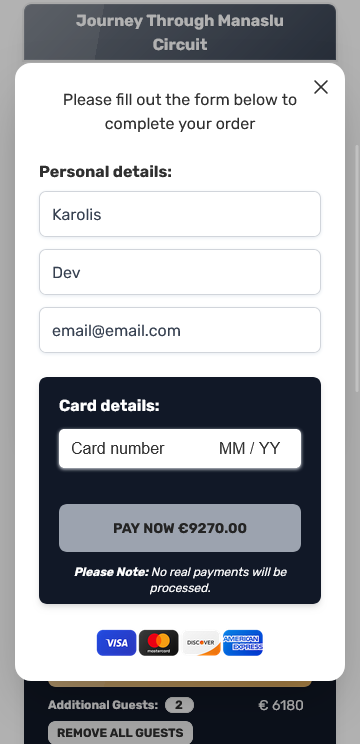 Journey Through Manaslu
Circuit
Please fill out the form below to
complete your order
Personal details:
Karolis
Dev
email@email.com
Card details:
Card number MM / YY
PAY NOW €9270.00
Please Note: No real payments will be
processed.
VISA mastercard DISCOVER AMERICAN EXPRESS
Additional Guests: 2 € 6180
REMOVE ALL GUESTS